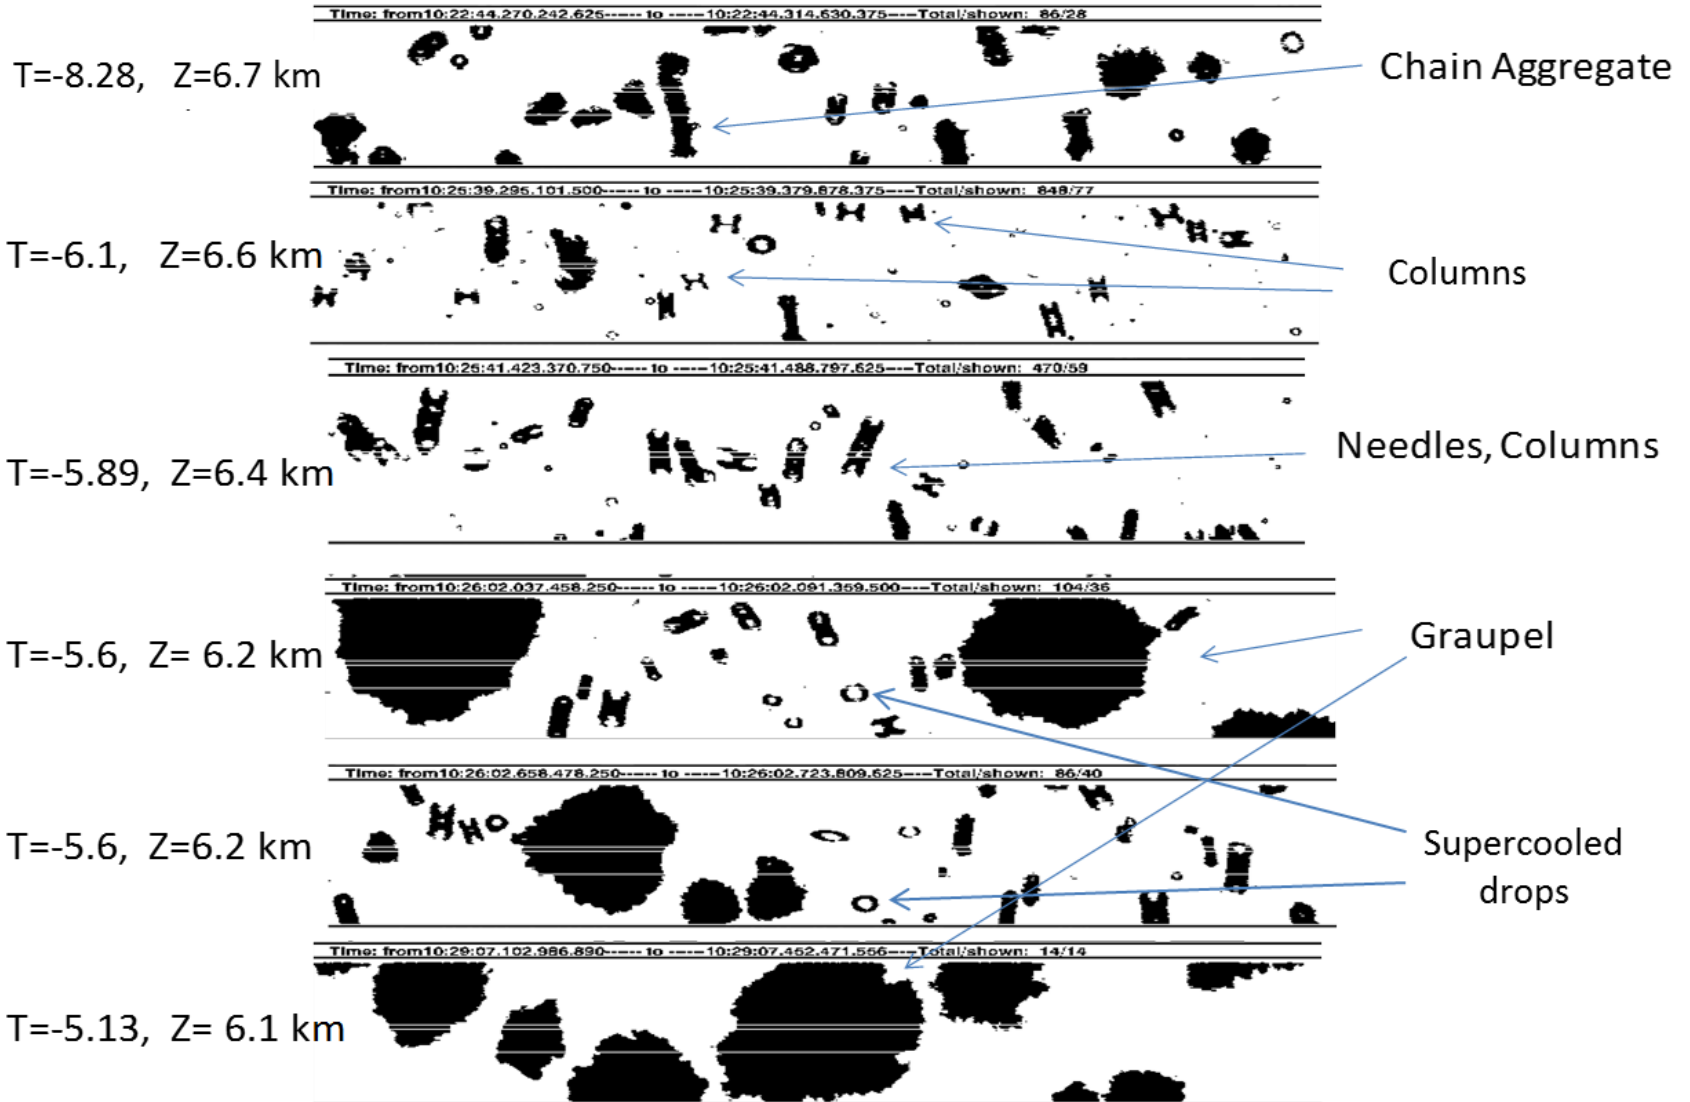 Time: from10:22:44.270.242.625------ to -----10:22:44.314.630.375----Total/shown: 86/28
T=-8.28, Z=6.7 km
Chain Aggregate
Time: from10:25:39.295.101.500------ to -----10:25:39.379.878.375----Total/shown: 848/77
T=-6.1, Z=6.6 km
Columns
Time: from10:25:41.423.370.750------ to -----10:25:41.488.797.625----Total/shown: 470/59
T=-5.89, Z=6.4 km
Needles, Columns
Time: from10:26:02.037.458.250------ to -----10:26:02.091.359.500----Total/shown: 104/36
T=-5.6, Z= 6.2 km
Graupel
Time: from10:26:02.658.478.250------ to -----10:26:02.723.809.625----Total/shown: 86/40
T=-5.6, Z=6.2 km
Supercooled
drops
Time: from10:29:07.102.986.890------ to -----10:29:07.452.471.556----Total/shown: 14/14
T=-5.13, Z= 6.1 km